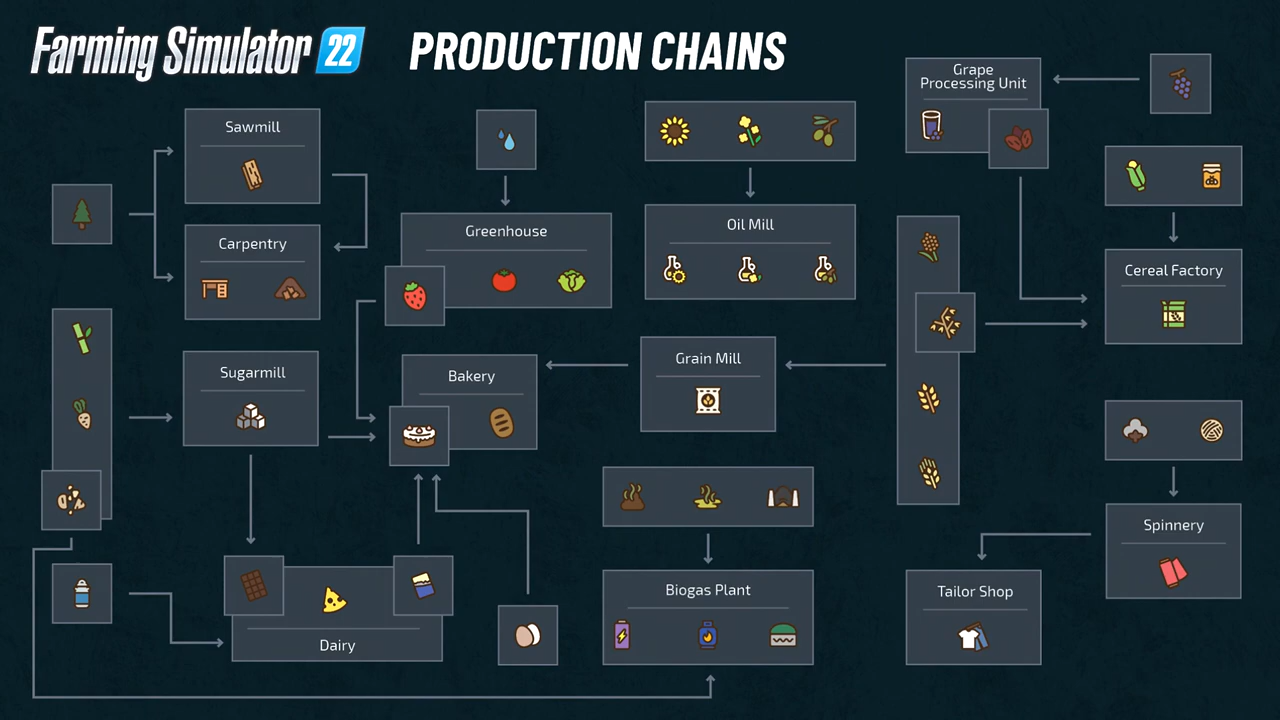 Farming Simulator 22
PRODUCTION CHAINS
Grape
Processing Unit
Sawmill
Carpentry
Greenhouse
Oil Mill
Cereal Factory
Sugarmill
Bakery
Grain Mill
Spinnery
Biogas Plant
Tailor Shop
Dairy